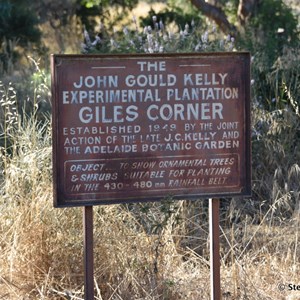 THE
JOHN GOULD KELLY
EXPERIMENTAL PLANTATION
GILES CORNER
ESTABLISHED 1949 BY THE JOINT
ACTION OF THE LATE J.G.KELLY AND
THE ADELAIDE BOTANIC GARDEN
OBJECT. TO SHOW ORNAMENTAL TREES
& SHRUBS SUITABLE FOR PLANTING
IN THE 430-480 mm RAINFALL BELT
© Ste